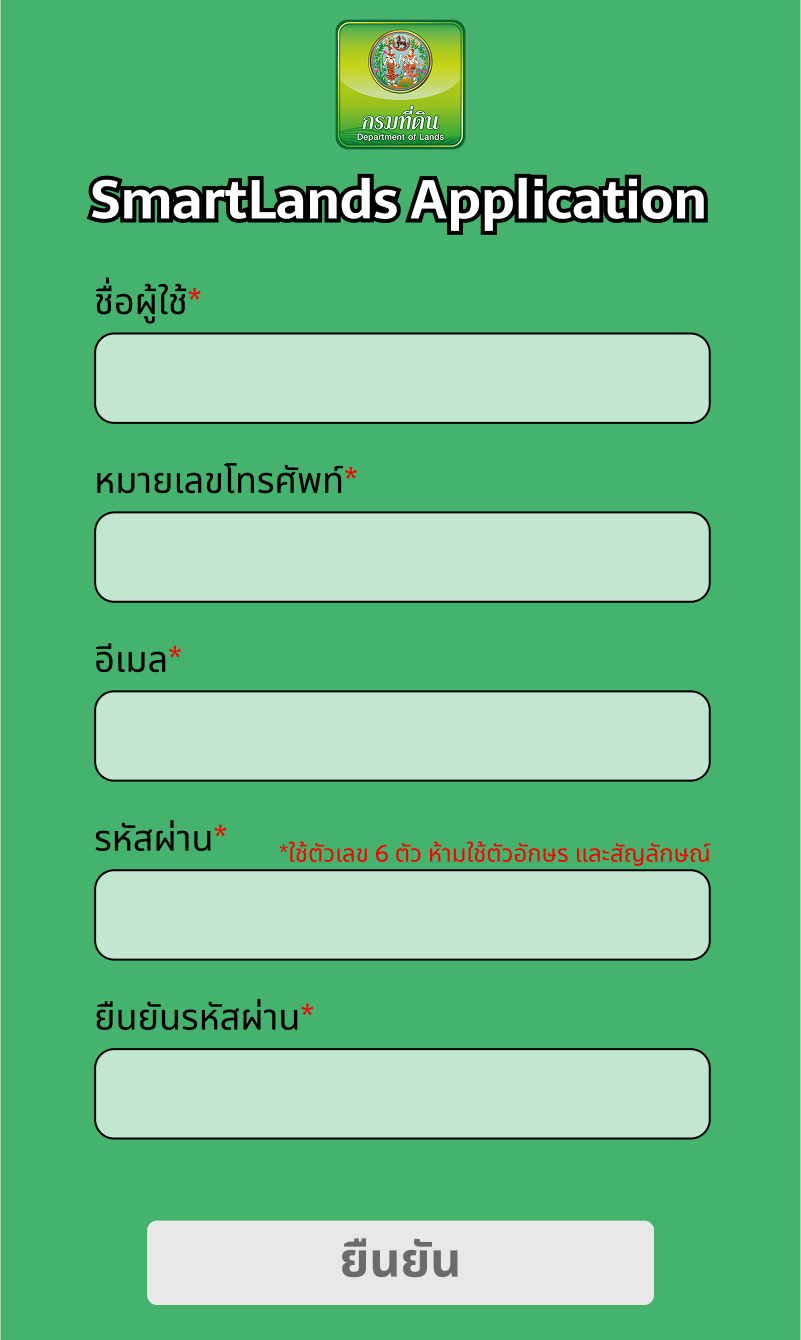 กรมที่ดิน
Department of Lands
SmartLands Application
ชื่อผู้ใช้*
หมายเลขโทรศัพท์*
อีเมล*
รหัสผ่าน* *ใช้ตัวเลข 6 ตัว ห้ามใช้ตัวอักษร และสัญลักษณ์
ยืนยันรหัสผ่าน*
ยืนยัน